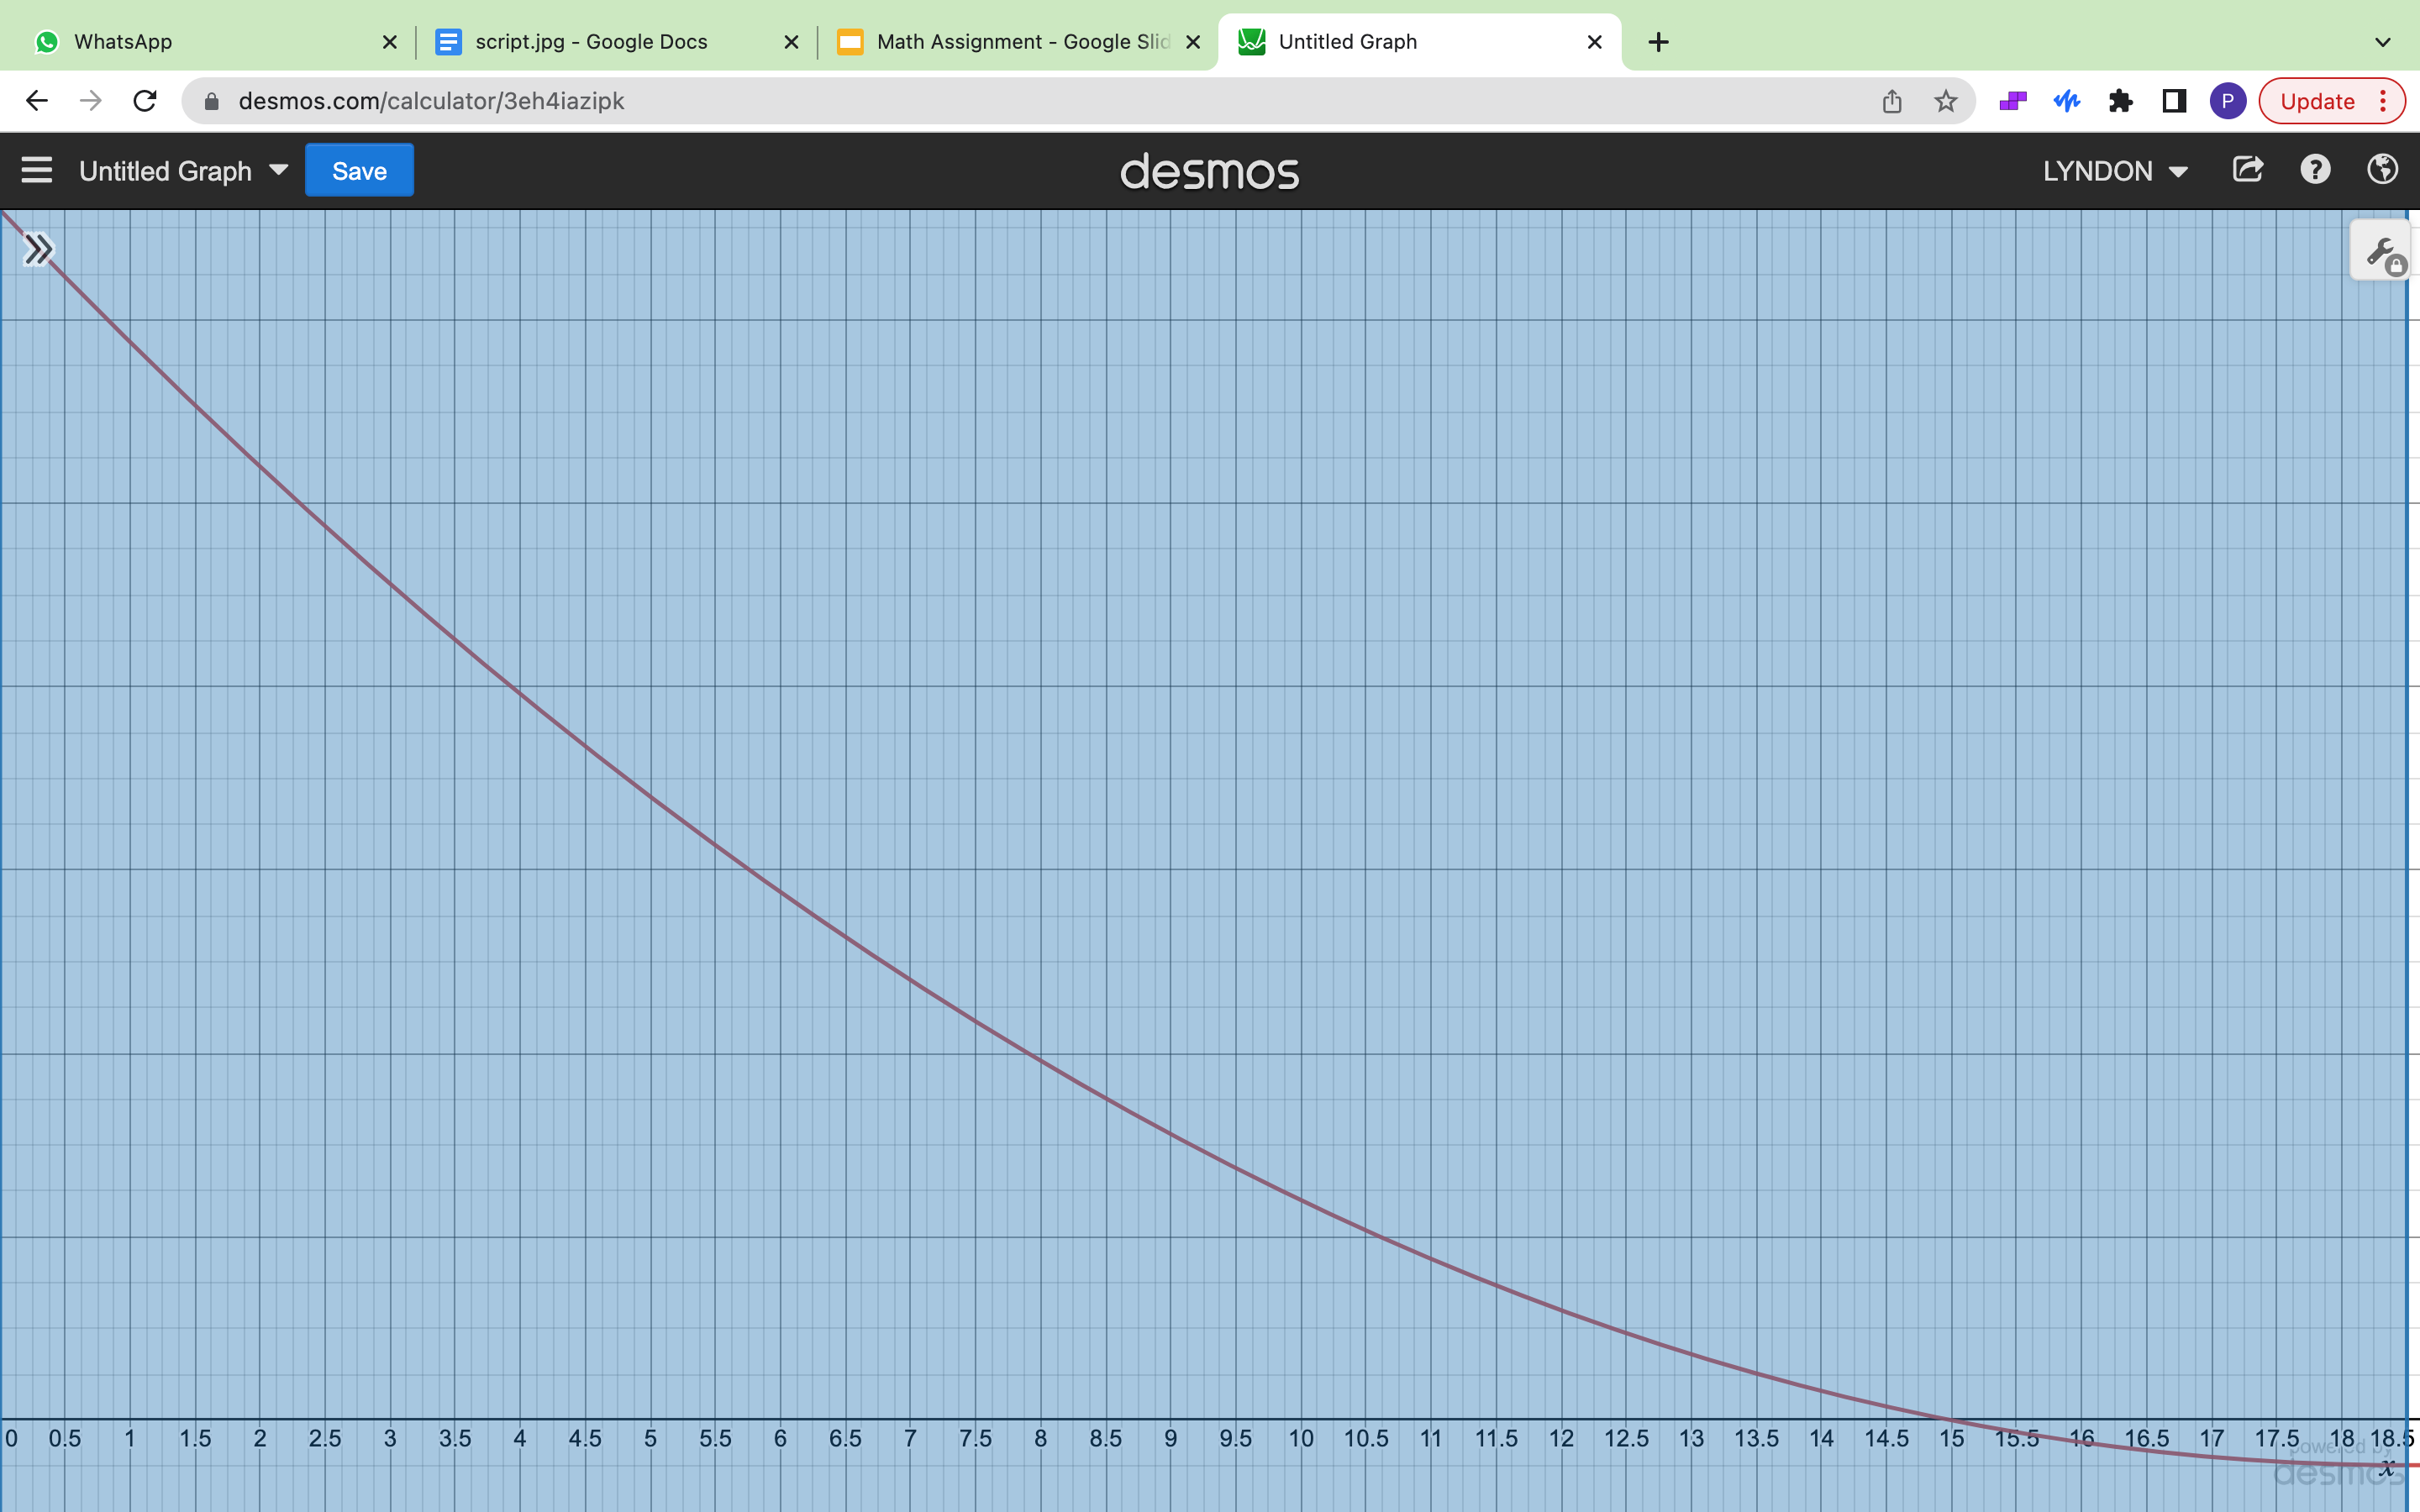 WhatsApp
script.jpg - Google Docs
Math Assignment - Google Slid
Untitled Graph
desmos.com/calculator/3eh4iazipk
P
Update
Untitled Graph
Save
desmos
LYNDON
0 0.5 1 1.5 2 2.5 3 3.5 4 4.5 5 5.5 6 6.5 7 7.5 8 8.5 9 9.5 10 10.5 11 11.5 12 12.5 13 13.5 14 14.5 15 15.5 16 16.5 17 17.5 18 18.5
powered by
desmos
x